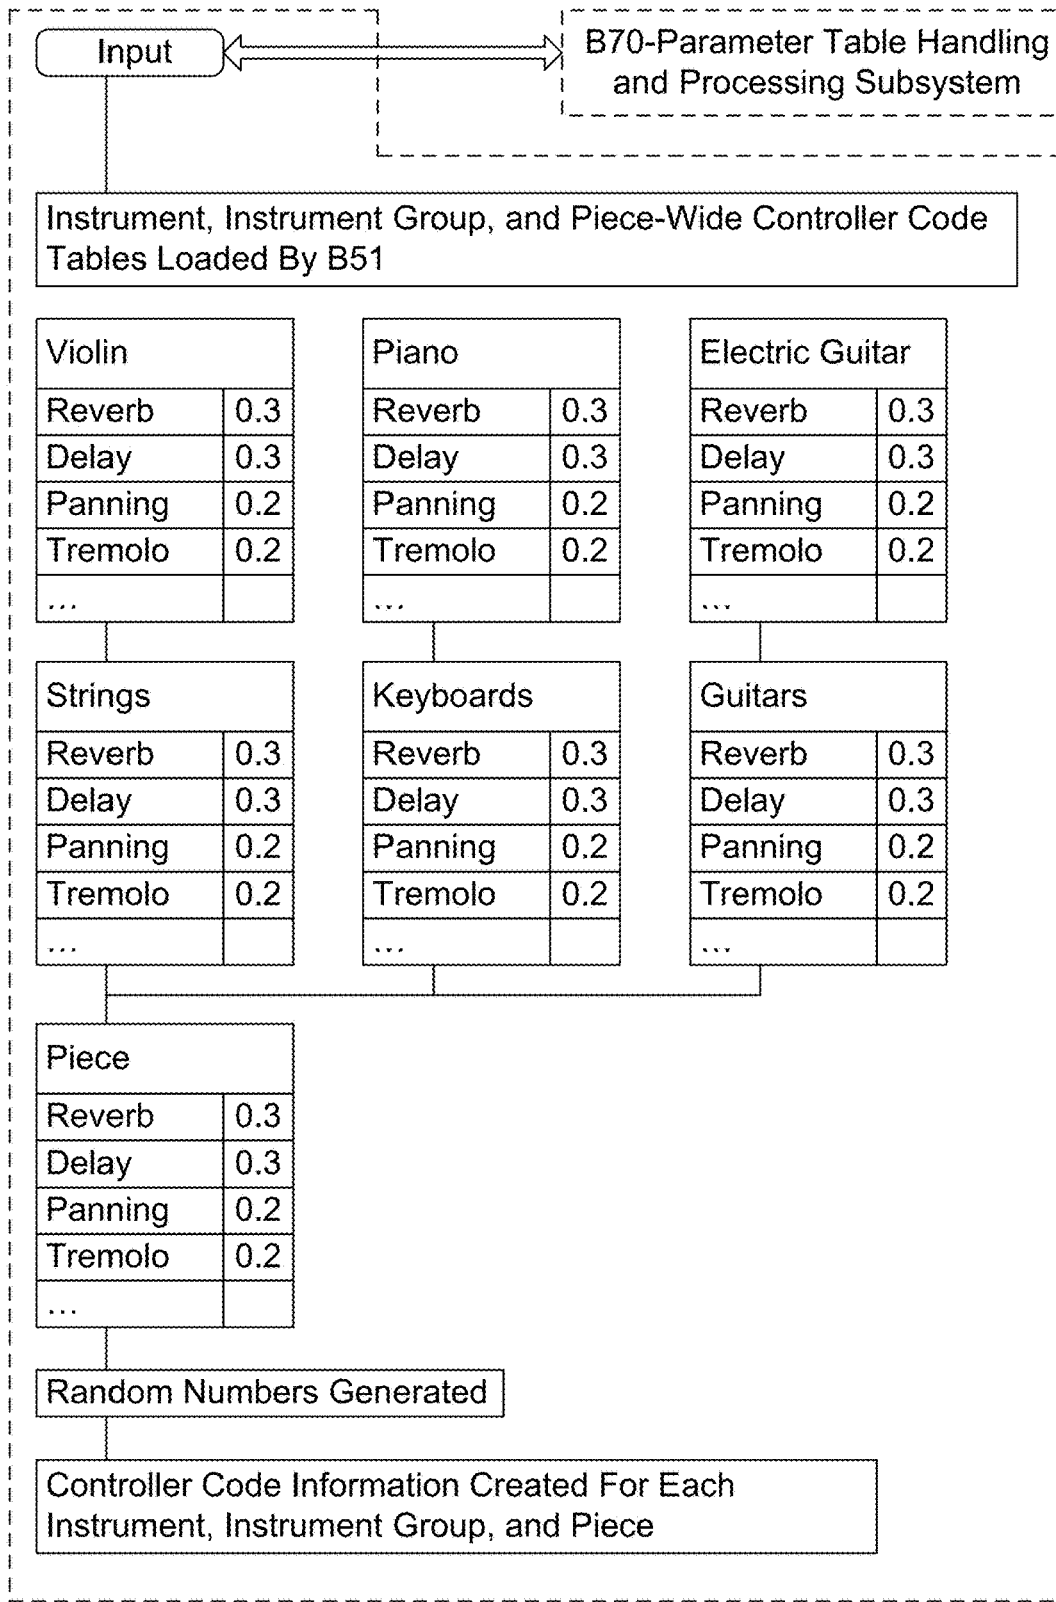 Input
B70-Parameter Table Handling
and Processing Subsystem
Instrument, Instrument Group, and Piece-Wide Controller Code
Tables Loaded By B51
Violin
Reverb 0.3
Delay 0.3
Panning 0.2
Tremolo 0.2
...
Piano
Reverb 0.3
Delay 0.3
Panning 0.2
Tremolo 0.2
...
Electric Guitar
Reverb 0.3
Delay 0.3
Panning 0.2
Tremolo 0.2
...
Strings
Reverb 0.3
Delay 0.3
Panning 0.2
Tremolo 0.2
...
Keyboards
Reverb 0.3
Delay 0.3
Panning 0.2
Tremolo 0.2
...
Guitars
Reverb 0.3
Delay 0.3
Panning 0.2
Tremolo 0.2
...
Piece
Reverb 0.3
Delay 0.3
Panning 0.2
Tremolo 0.2
...
Random Numbers Generated
Controller Code Information Created For Each
Instrument, Instrument Group, and Piece